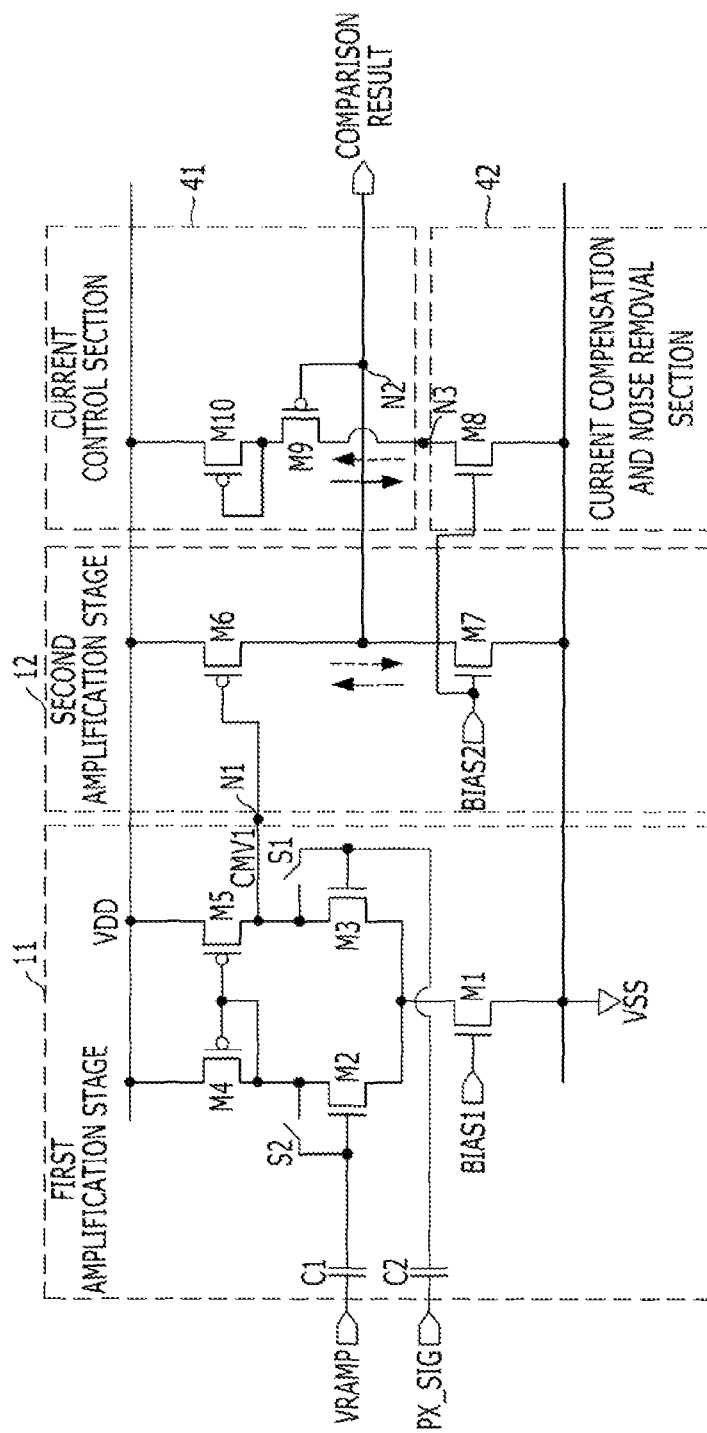 FIRST
AMPLIFICATION STAGE
11
SECOND
AMPLIFICATION STAGE
12
CURRENT
CONTROL SECTION
41
VDD
M4
M5
M6
M10
M9
CMV1
N1
S2
S1
M2
M3
N2
N3
COMPARISON
RESULT
VRAMP
C1
PX_SIG
C2
BIAS1
M1
BIAS2
M7
M8
42
VSS
CURRENT COMPENSATION
AND NOISE REMOVAL
SECTION